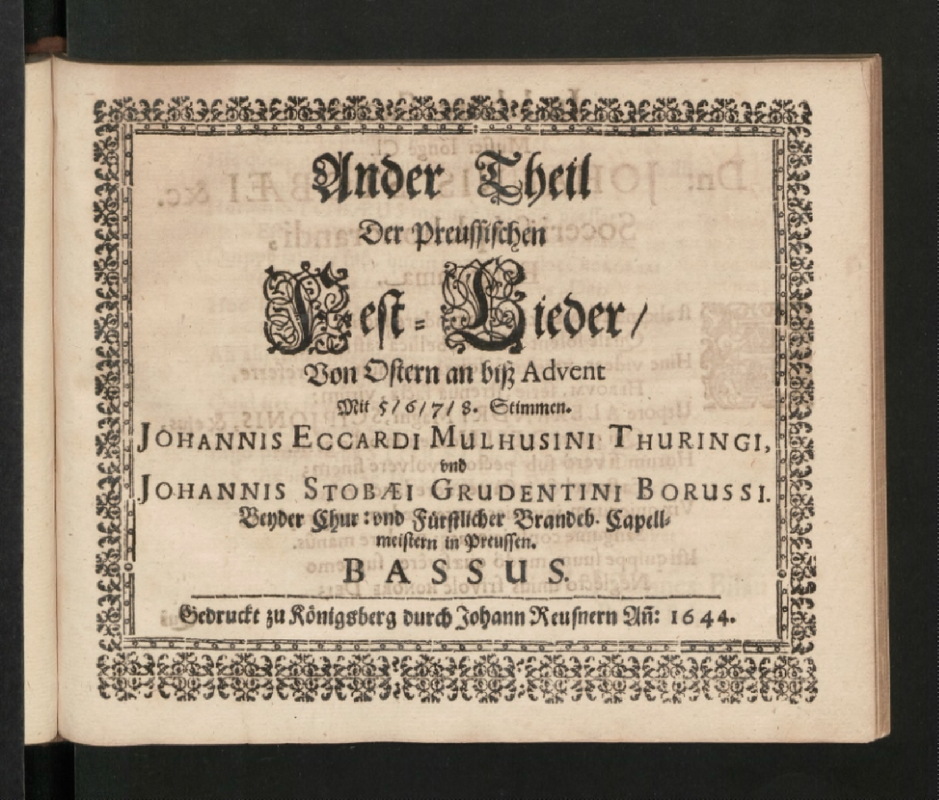 Ander Theil
Der Preussischen
Fest-Lieder/
Von Ostern an biß Advent
Mit 5/6/7/8. Stimmen.
JOHANNIS ECCARDI MULHUSINI THURINGI,
vnd
JOHANNIS STOBÆI GRUDENTINI BORUSSI.
Beyder Chur: vnd Fürstlicher Brandeb. Capell-
meistern in Preussen.
BASSUS.
Gedruckt zu Königsberg durch Johann Reusnern Añ: 1644.